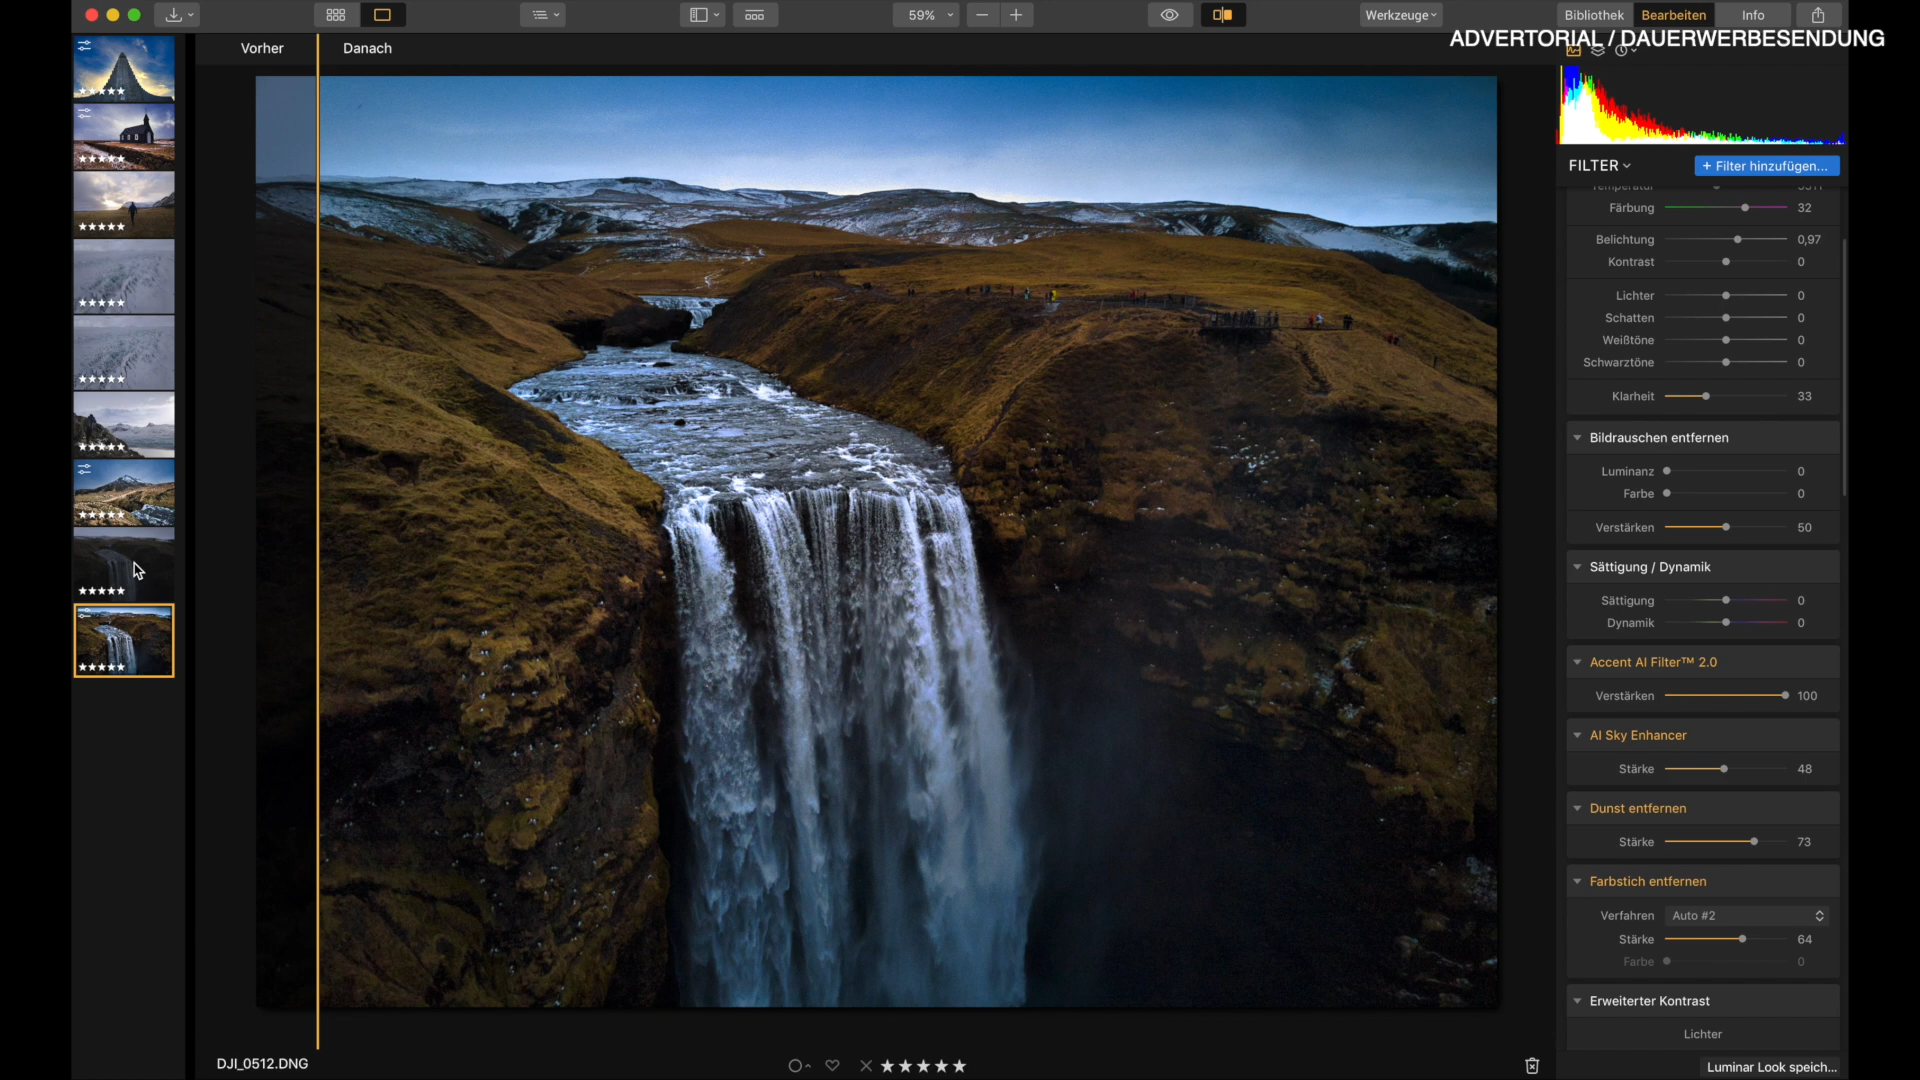 59%
Werkzeuge
Bibliothek
Bearbeiten
Info
ADVERTORIAL / DAUERWERBESENDUNG
Vorher
Danach
FILTER
+ Filter hinzufügen...
Temperatur
Färbung 32
Belichtung 0,97
Kontrast 0
Lichter 0
Schatten 0
Weißtöne 0
Schwarztöne 0
Klarheit 33
Bildrauschen entfernen
Luminanz 0
Farbe 0
Verstärken 50
Sättigung / Dynamik
Sättigung 0
Dynamik 0
Accent AI Filter™ 2.0
Verstärken 100
AI Sky Enhancer
Stärke 48
Dunst entfernen
Stärke 73
Farbstich entfernen
Verfahren Auto #2
Stärke 64
Farbe 0
Erweiterter Kontrast
Lichter
DJI_0512.DNG
Luminar Look speich...